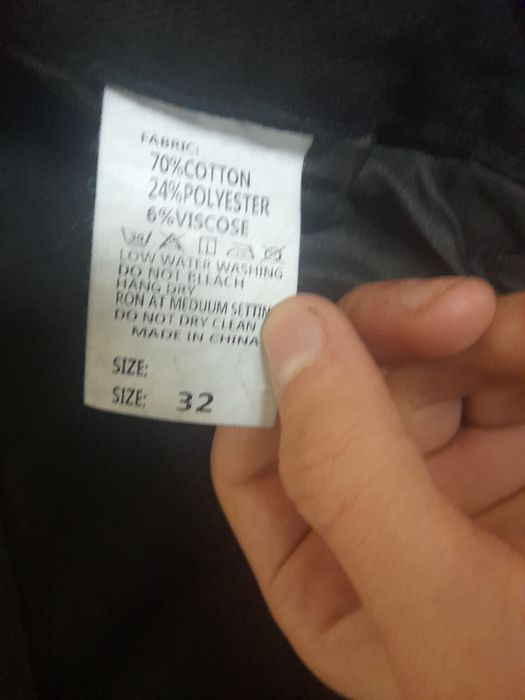 FABRIC:
70%COTTON
24%POLYESTER
6%VISCOSE
LOW WATER WASHING
DO NOT BLEACH
HANG DRY
RON AT MEDUUM SETTIN
DO NOT DRY CLEAN
MADE IN CHINA
SIZE:
SIZE: 32